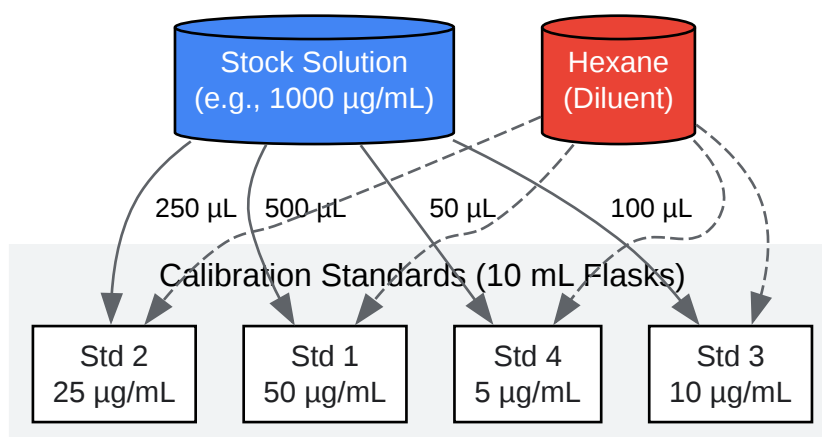 Stock Solution
(e.g., 1000 µg/mL)
Hexane
(Diluent)
250 µL
500 µL
50 µL
100 µL
Calibration Standards (10 mL Flasks)
Std 2
25 µg/mL
Std 1
50 µg/mL
Std 4
5 µg/mL
Std 3
10 µg/mL